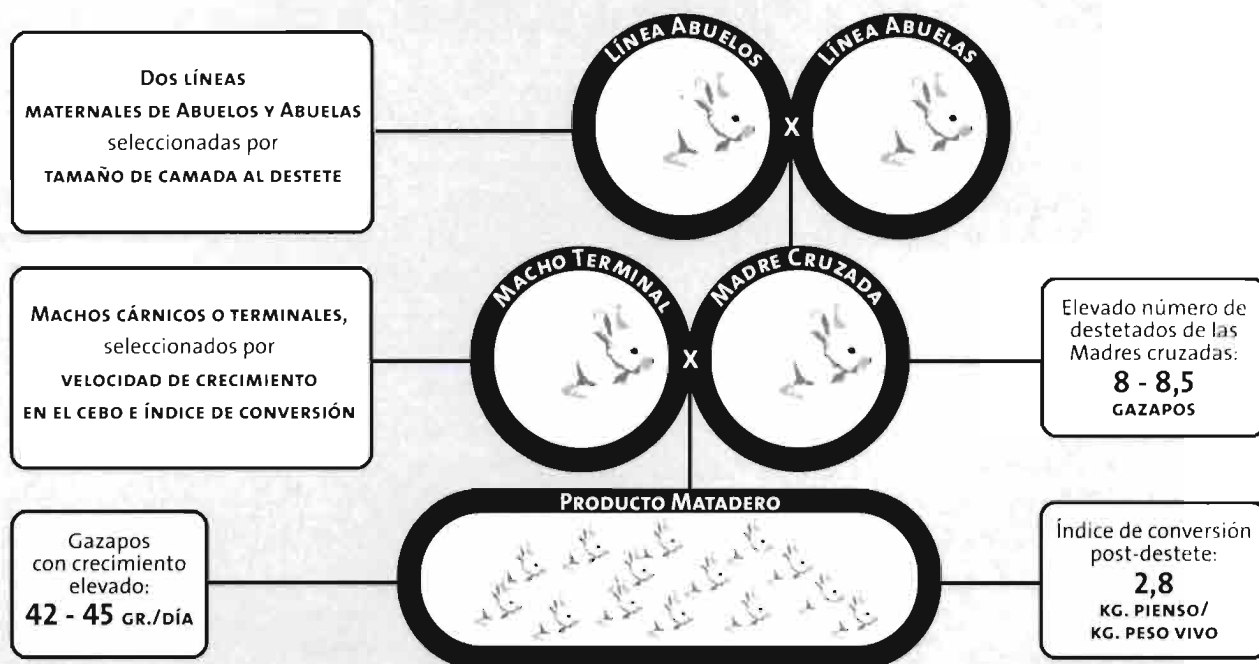 LÍNEA ABUELOS
LÍNEA ABUELAS
X
DOS LÍNEAS
MATERNALES DE ABUELOS Y ABUELAS
seleccionadas por
TAMAÑO DE CAMADA AL DESTETE
MACHO TERMINAL
MADRE CRUZADA
X
MACHOS CÁRNICOS O TERMINALES,
seleccionados por
VELOCIDAD DE CRECIMIENTO
EN EL CEBO E ÍNDICE DE CONVERSIÓN
Elevado número de
destetados de las
Madres cruzadas:
8 - 8,5
GAZAPOS
PRODUCTO MATADERO
Gazapos
con crecimiento
elevado:
42 - 45 GR./DÍA
Índice de conversión
post-destete:
2,8
KG. PIENSO/
KG. PESO VIVO